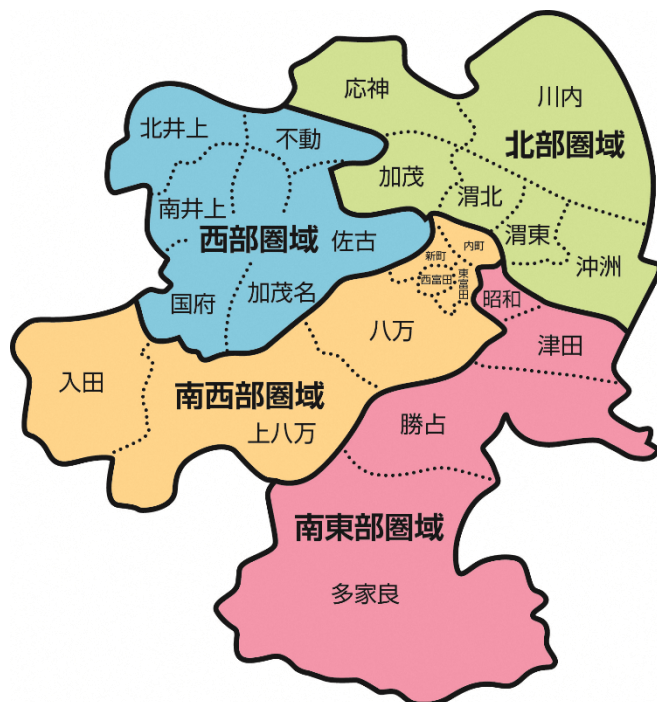 応神
川内
北井上
不動
北部圏域
加茂
渭北
南井上
渭東
西部圏域
佐古
内町
新町
沖洲
西富田
東富田
国府
加茂名
昭和
八万
津田
入田
南西部圏域
上八万
勝占
南東部圏域
多家良